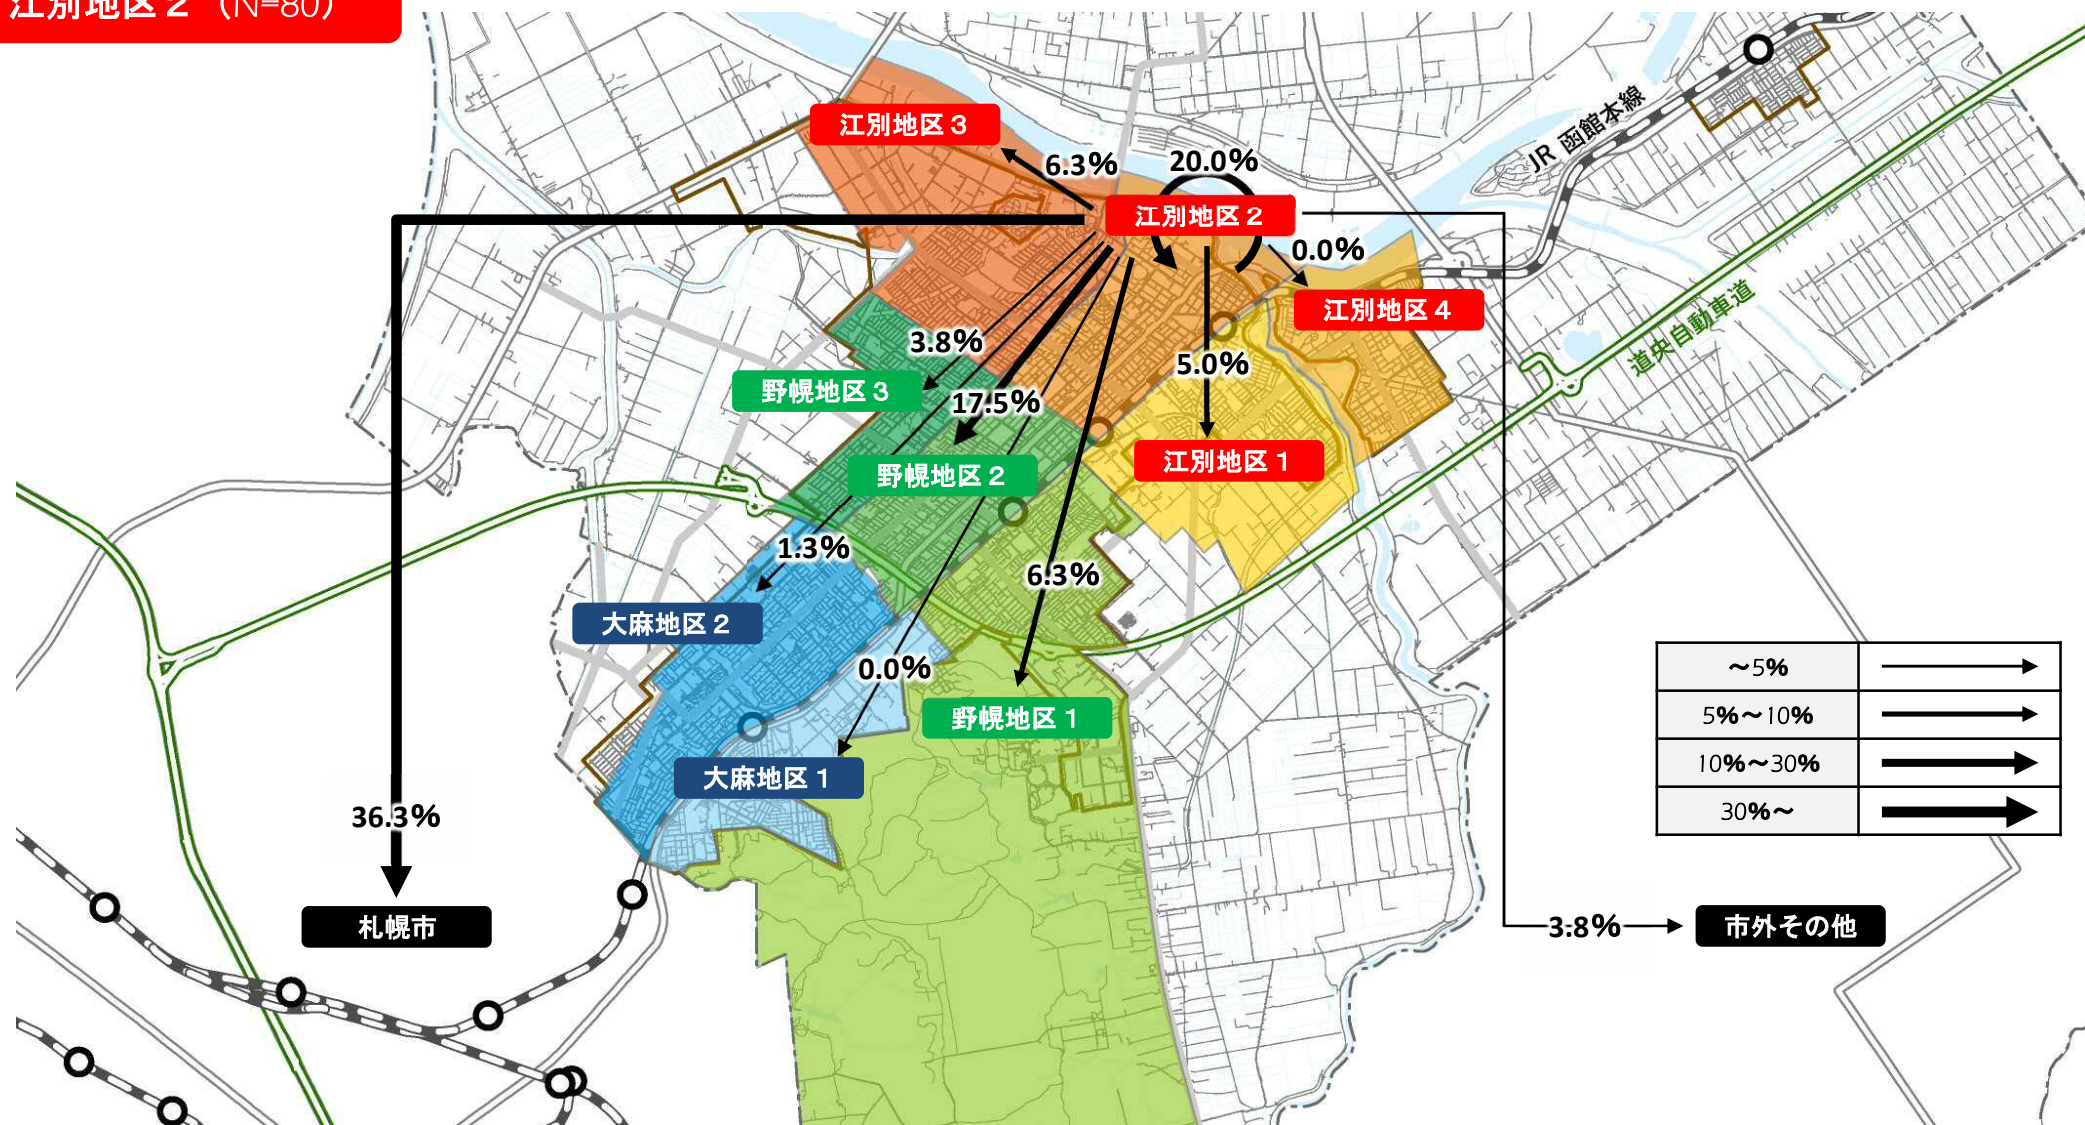 江別地区２（N=80）
江別地区３
6.3%
20.0%
江別地区２
0.0%
江別地区４
JR 函館本線
道央自動車道
3.8%
野幌地区３
17.5%
5.0%
江別地区１
野幌地区２
1.3%
6.3%
大麻地区２
0.0%
野幌地区１
大麻地区１
36.3%
札幌市
3.8%
市外その他
～5%
5%～10%
10%～30%
30%～